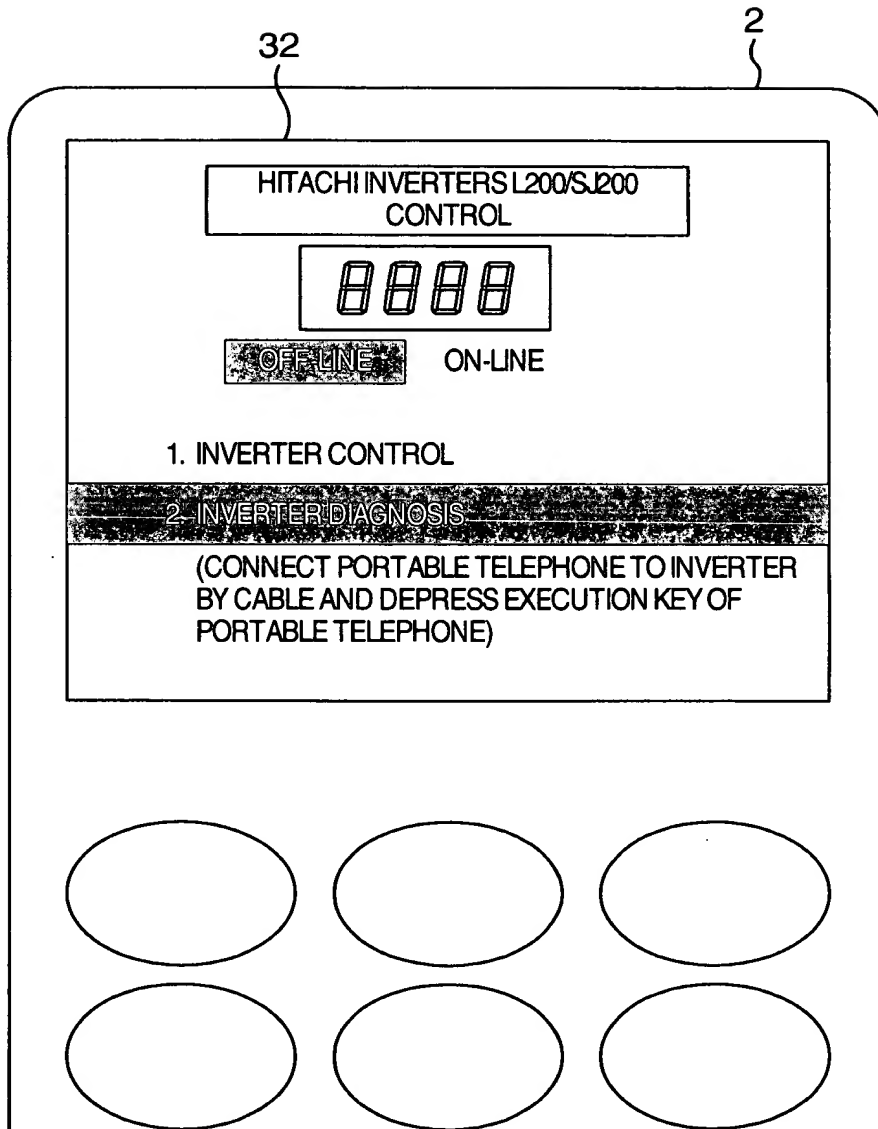 2
32
HITACHI INVERTERS L200/SJ200
CONTROL
8888
OFF-LINE ON-LINE
1. INVERTER CONTROL
2. INVERTER DIAGNOSIS
(CONNECT PORTABLE TELEPHONE TO INVERTER
BY CABLE AND DEPRESS EXECUTION KEY OF
PORTABLE TELEPHONE)